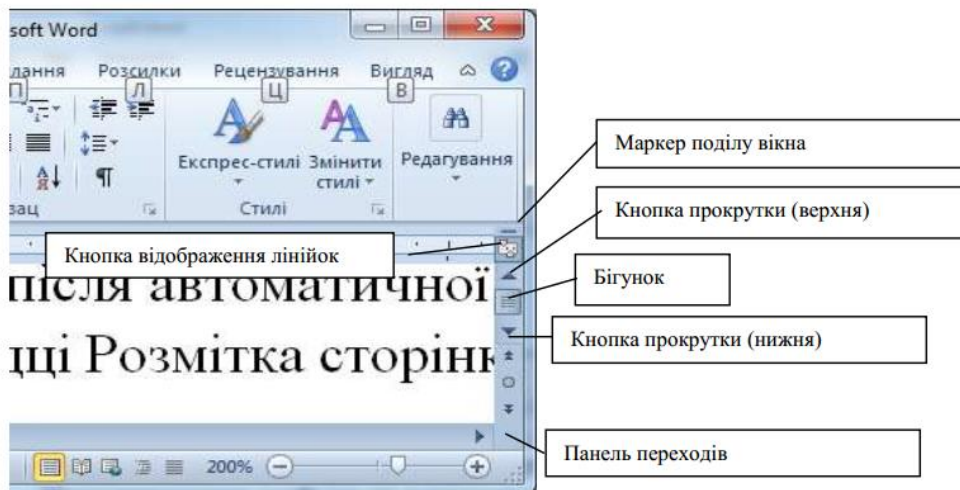 soft Word
лання Розсилки Рецензування Вигляд
П Л Ц В
Експрес-стилі Змінити стилі Редагування
зац Стилі
Маркер поділу вікна
Кнопка прокрутки (верхня)
Кнопка відображення лінійок
Бігунок
після автоматичної
Кнопка прокрутки (нижня)
цці Розмітка сторінк
Панель переходів
200%